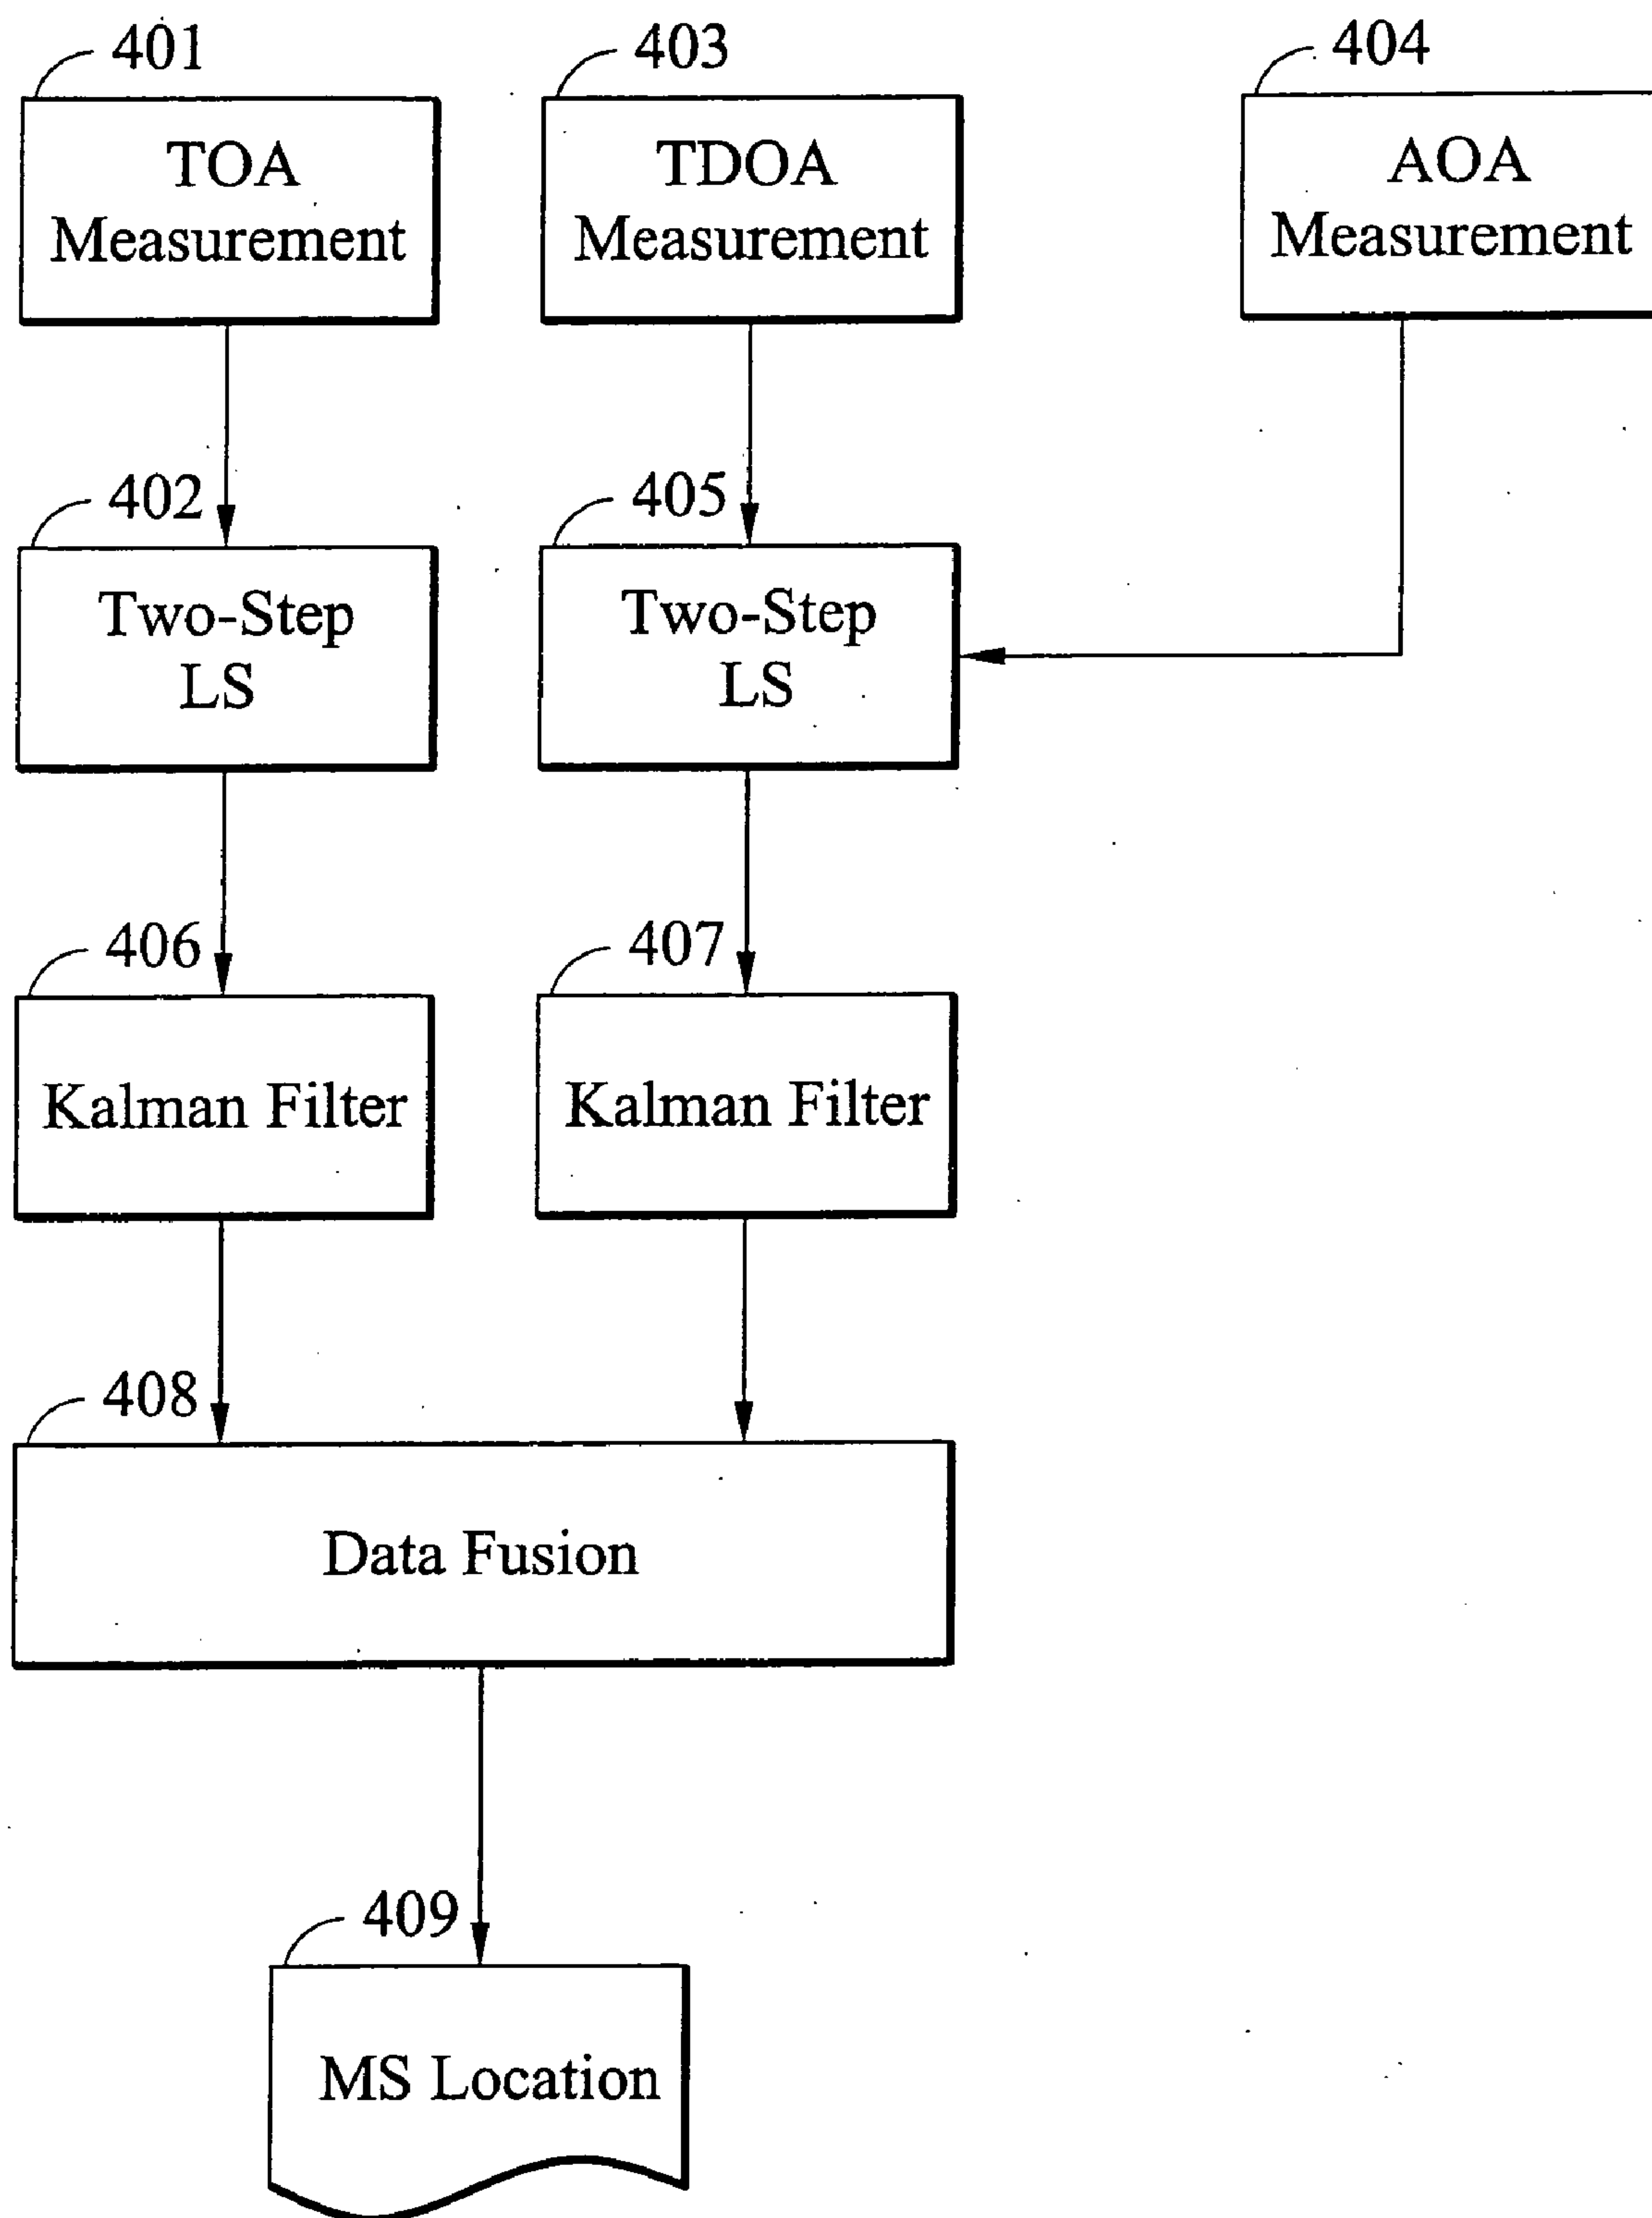 401
403
404
TOA
Measurement
TDOA
Measurement
AOA
Measurement
402
405
Two-Step
LS
Two-Step
LS
406
407
Kalman Filter
Kalman Filter
408
Data Fusion
409
MS Location